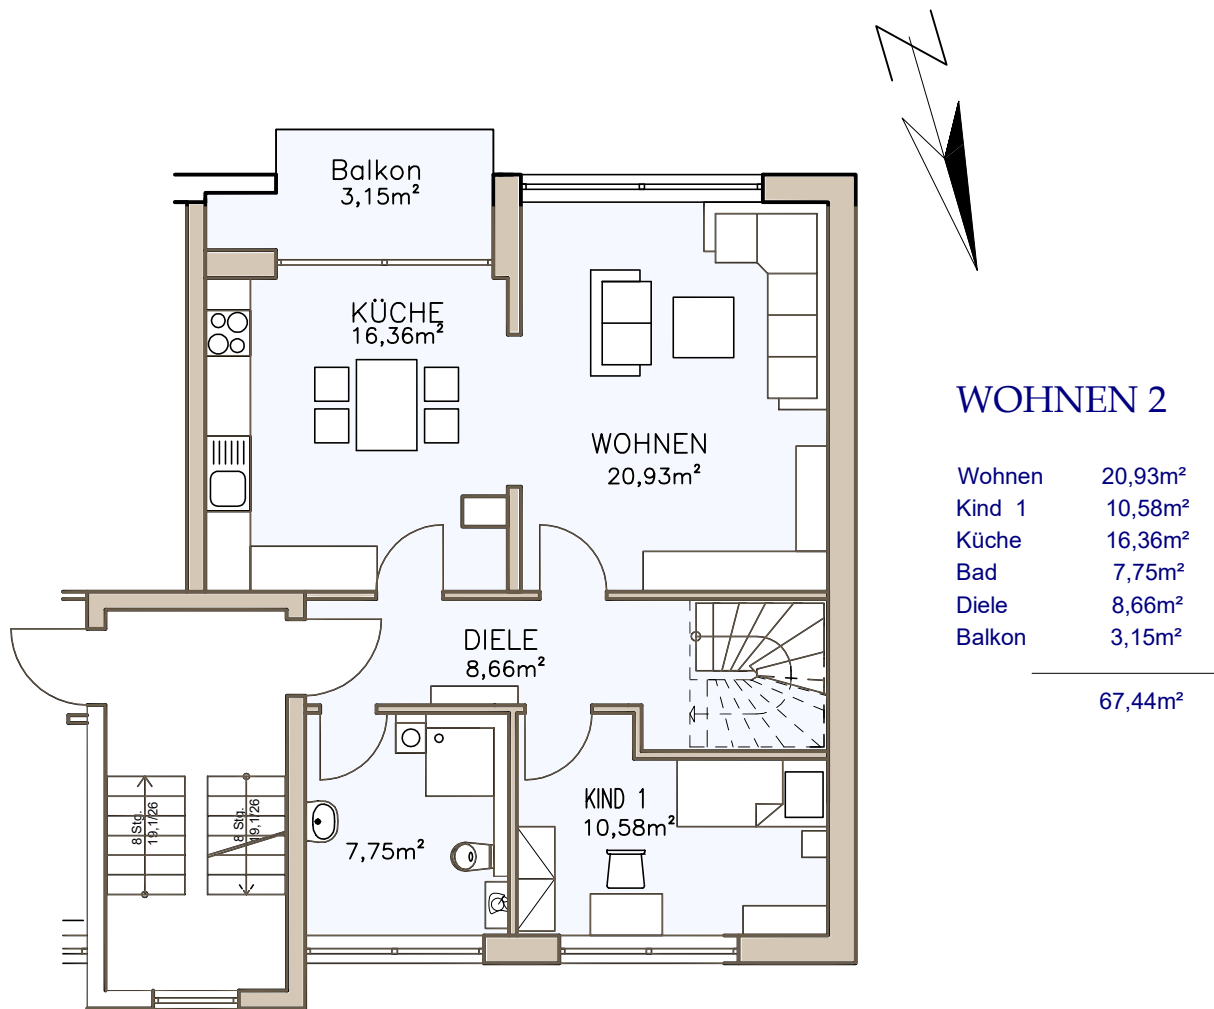 N
Balkon
3,15m²
KÜCHE
16,36m²
WOHNEN
20,93m²
DIELE
8,66m²
KIND 1
10,58m²
7,75m²
8 Stg.
19,1/26
8 Stg.
19,1/26
WOHNEN 2
Wohnen 20,93m²
Kind 1 10,58m²
Küche 16,36m²
Bad 7,75m²
Diele 8,66m²
Balkon 3,15m²
67,44m²